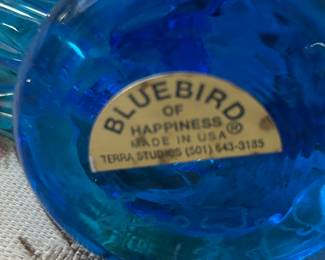 BLUEBIRD
OF
HAPPINESS®
MADE IN USA
TERRA STUDIOS (501) 643-3185